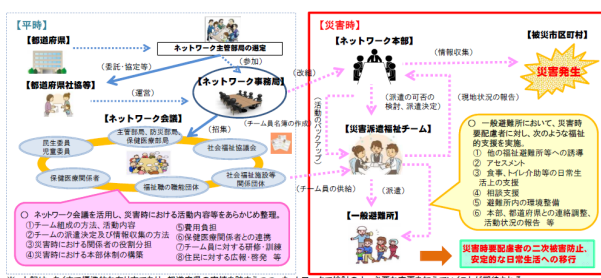 【平時】
【都道府県】
ネットワーク主管部局の選定
(委託・協定等)
(参加)
【都道府県社協等】
(運営)
【ネットワーク事務局】
【ネットワーク会議】
(招集)
(チーム員名簿の作成)
主管部局、防災部局、
保健医療部局
民生委員
児童委員
社会福祉協議会
保健医療関係者
福祉職の職能団体
社会福祉施設等
関係団体
(チーム員の供給)
○ ネットワーク会議を活用し、災害時における活動内容等をあらかじめ整理。
①チーム組成の方法、活動内容
②チームの派遣決定及び情報収集の方法
③災害時における関係者の役割分担
④災害時における本部体制の構築
⑤費用負担
⑥保健医療関係者との連携
⑦チーム員に対する研修・訓練
⑧住民に対する広報・啓発 等
【災害時】
【ネットワーク本部】
(改組)
(情報収集)
【被災市区町村】
災害発生
(派遣の可否の
検討、派遣決定)
(現地状況の報告)
(活動のバックアップ)
【災害派遣福祉チーム】
(派遣)
【一般避難所】
○ 一般避難所において、災害時
要配慮者に対し、次のような福祉
的支援を実施。
① 他の福祉避難所等への誘導
② アセスメント
③ 食事、トイレ介助等の日常生
活上の支援
④ 相談支援
⑤ 避難所内の環境整備
⑥ 本部、都道府県との連絡調整、
活動状況の報告 等
災害時要配慮者の二次被害防止、
安定的な日常生活への移行